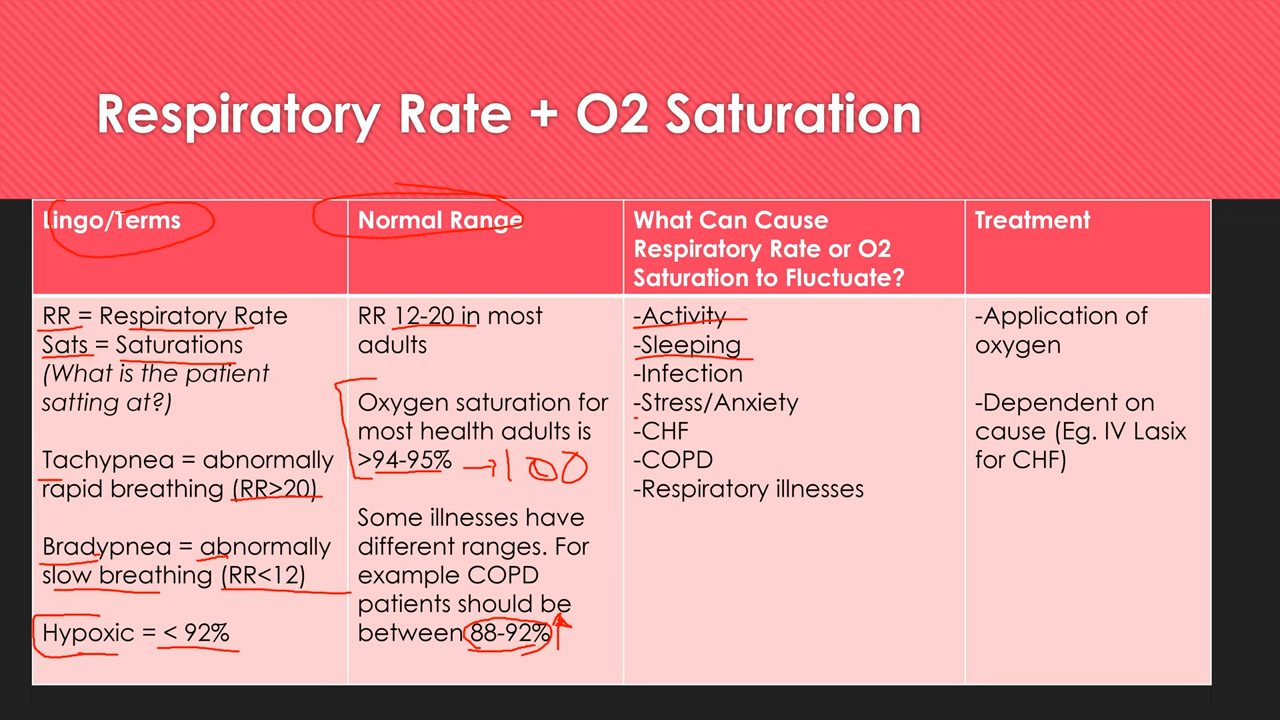 Respiratory Rate + O2 Saturation
Lingo/Terms
Normal Range
What Can Cause
Respiratory Rate or O2
Saturation to Fluctuate?
Treatment
RR = Respiratory Rate
Sats = Saturations
(What is the patient
satting at?)
Tachypnea = abnormally
rapid breathing (RR>20)
Bradypnea = abnormally
slow breathing (RR<12)
Hypoxic = < 92%
RR 12-20 in most
adults
Oxygen saturation for
most health adults is
>94-95% →100
Some illnesses have
different ranges. For
example COPD
patients should be
between 88-92%
-Activity
-Sleeping
-Infection
-Stress/Anxiety
-CHF
-COPD
-Respiratory illnesses
-Application of
oxygen
-Dependent on
cause (Eg. IV Lasix
for CHF)